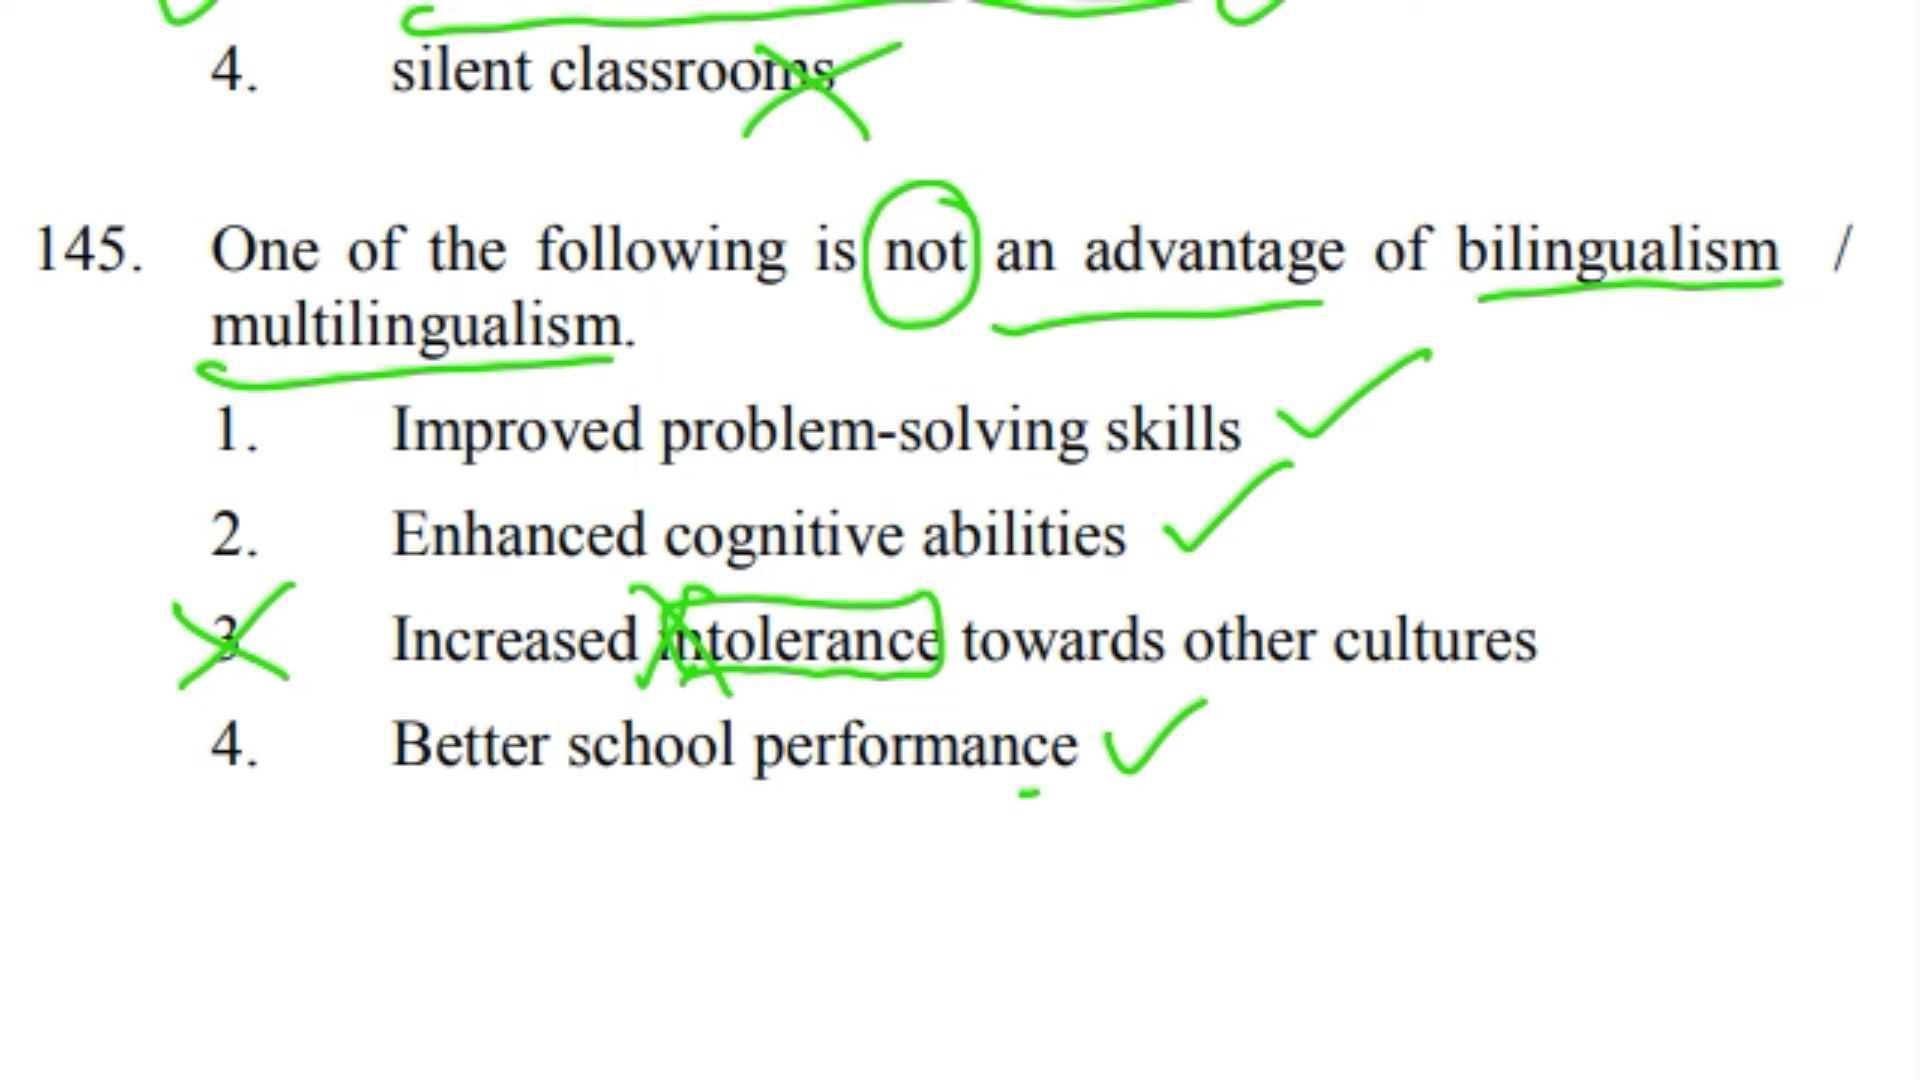 4. silent classrooms
145. One of the following is not an advantage of bilingualism /
multilingualism.
1. Improved problem-solving skills
2. Enhanced cognitive abilities
3 Increased intolerance towards other cultures
4. Better school performance